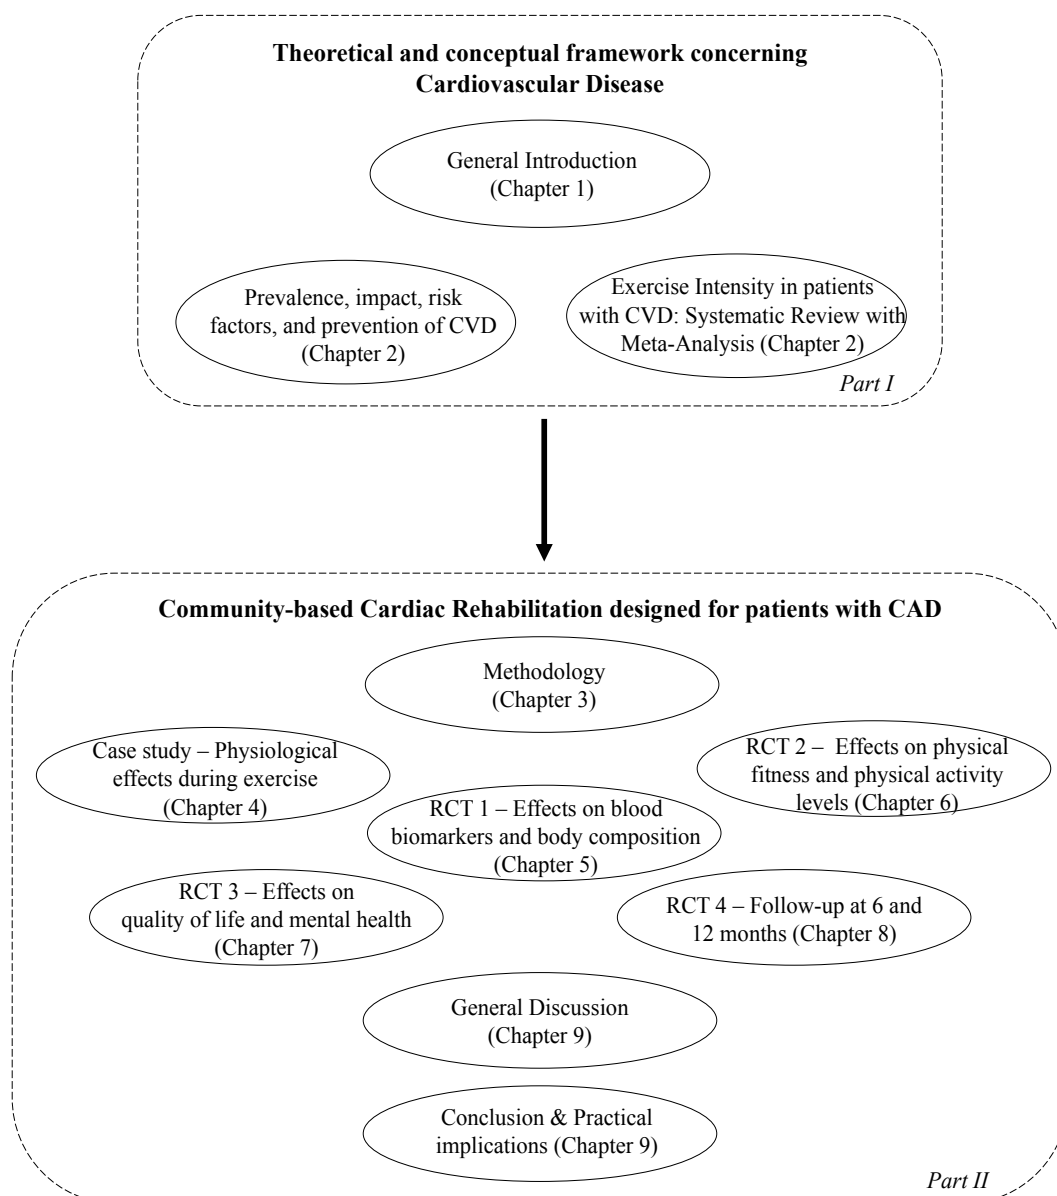 Theoretical and conceptual framework concerning
Cardiovascular Disease
General Introduction
(Chapter 1)
Prevalence, impact, risk
factors, and prevention of CVD
(Chapter 2)
Exercise Intensity in patients
with CVD: Systematic Review with
Meta-Analysis (Chapter 2)
Part I
Community-based Cardiac Rehabilitation designed for patients with CAD
Methodology
(Chapter 3)
Case study – Physiological
effects during exercise
(Chapter 4)
RCT 1 – Effects on blood
biomarkers and body composition
(Chapter 5)
RCT 2 – Effects on physical
fitness and physical activity
levels (Chapter 6)
RCT 3 – Effects on
quality of life and mental health
(Chapter 7)
RCT 4 – Follow-up at 6 and
12 months (Chapter 8)
General Discussion
(Chapter 9)
Conclusion & Practical
implications (Chapter 9)
Part II